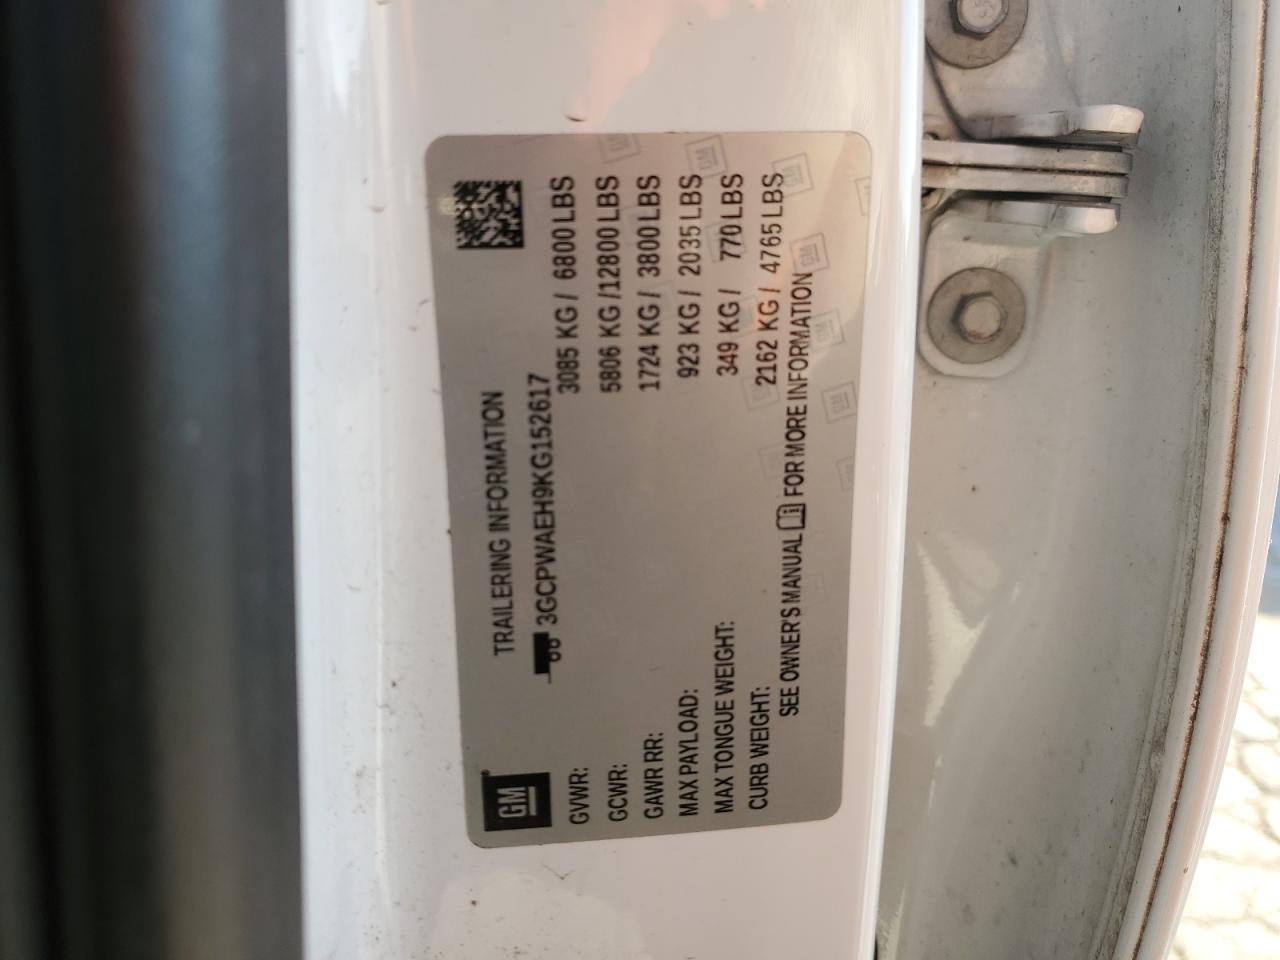 GM
TRAILERING INFORMATION
3GCPWAEH9KG152617
GVWR: 3085 KG / 6800 LBS
GCWR: 5806 KG /12800 LBS
GAWR RR: 1724 KG / 3800 LBS
MAX PAYLOAD: 923 KG / 2035 LBS
MAX TONGUE WEIGHT: 349 KG / 770 LBS
CURB WEIGHT: 2162 KG / 4765 LBS
SEE OWNER'S MANUAL i FOR MORE INFORMATION